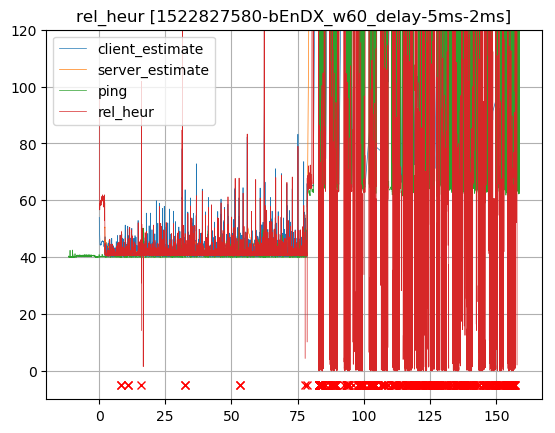 rel_heur [1522827580-bEnDX_w60_delay-5ms-2ms]
120
100
80
60
40
20
0
client_estimate
server_estimate
ping
rel_heur
0
25
50
75
100
125
150